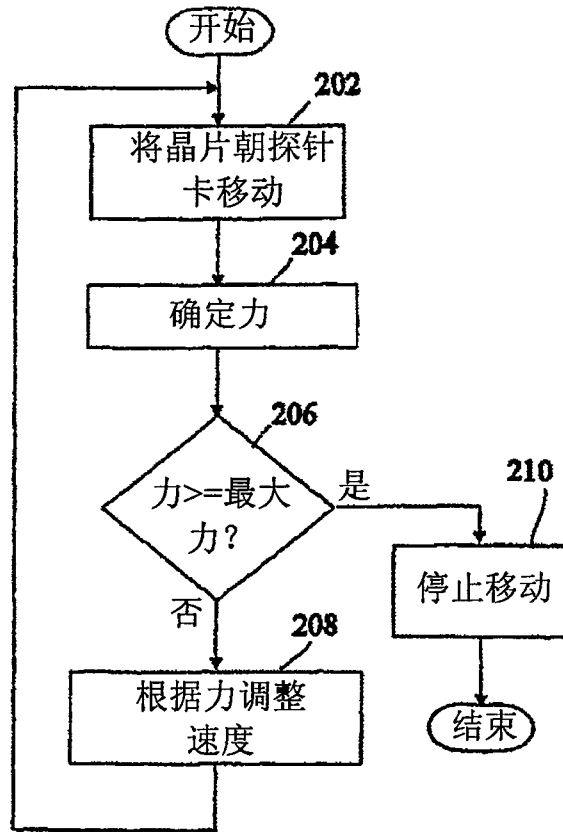 开始
202
将晶片朝探针
卡移动
204
确定力
206
力>=最大
力?
是
210
停止移动
否
208
根据力调整
速度
结束